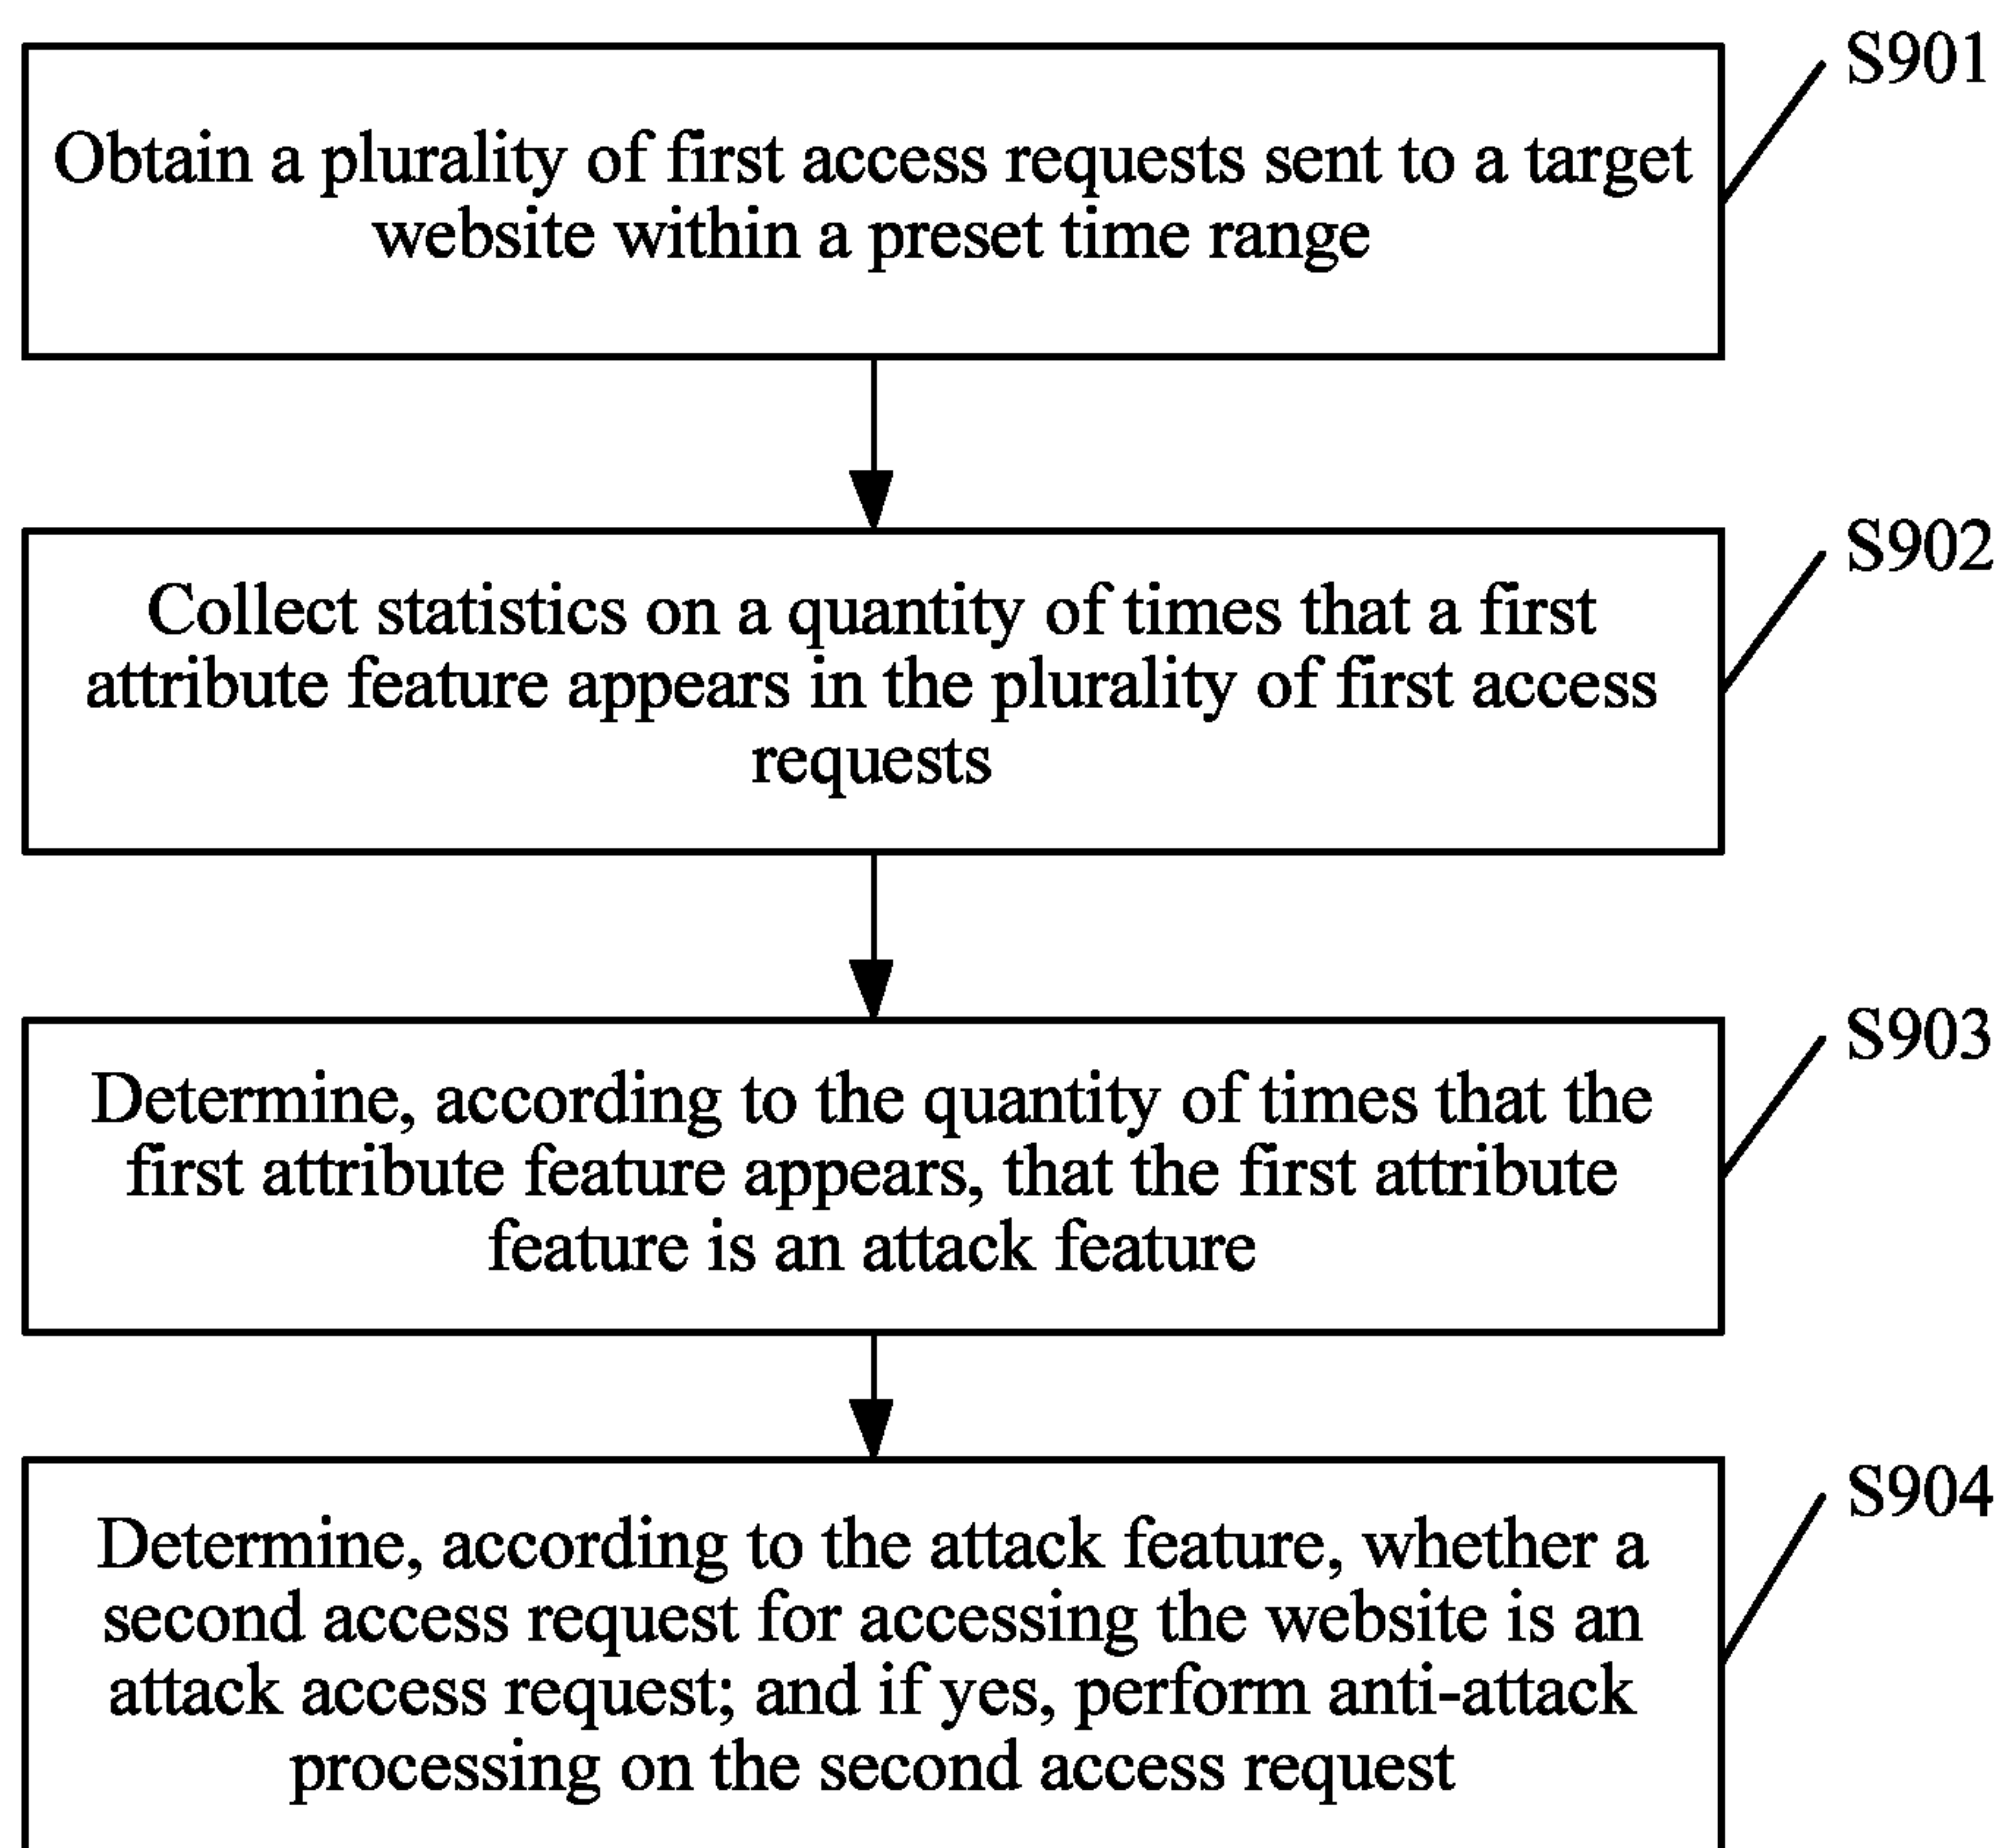 S901
Obtain a plurality of first access requests sent to a target
website within a preset time range
S902
Collect statistics on a quantity of times that a first
attribute feature appears in the plurality of first access
requests
S903
Determine, according to the quantity of times that the
first attribute feature appears, that the first attribute
feature is an attack feature
S904
Determine, according to the attack feature, whether a
second access request for accessing the website is an
attack access request; and if yes, perform anti-attack
processing on the second access request